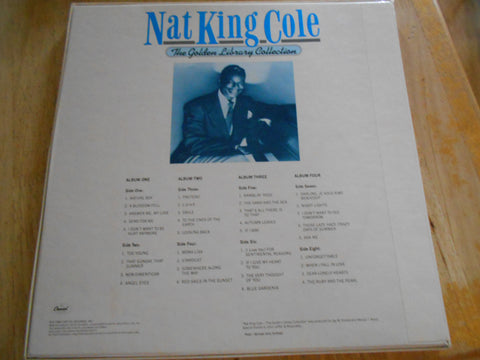 Nat King Cole
The Golden Library Collection
ALBUM ONE
Side One:
1. NATURE BOY
2. A BLOSSOM FELL
3. ANSWER ME, MY LOVE
4. SEND FOR ME
5. I DON'T WANT TO BE
HURT ANYMORE
Side Two:
1. TOO YOUNG
2. THAT SUNDAY, THAT
SUMMER
3. NON DIMENTICAR
4. ANGEL EYES
ALBUM TWO
Side Three:
1. PRETEND
2. L-O-V-E
3. SMILE
4. TO THE ENDS OF THE
EARTH
5. LOOKING BACK
Side Four:
1. MONA LISA
2. STARDUST
3. SOMEWHERE ALONG
THE WAY
4. RED SAILS IN THE SUNSET
ALBUM THREE
Side Five:
1. RAMBLIN' ROSE
2. THE SAND AND THE SEA
3. THAT'S ALL THERE IS
TO THAT
4. AUTUMN LEAVES
5. IF I MAY
Side Six:
1. (I LOVE YOU) FOR
SENTIMENTAL REASONS
2. IF I GIVE MY HEART
TO YOU
3. THE VERY THOUGHT OF
YOU
4. BLUE GARDENIA
ALBUM FOUR
Side Seven:
1. DARLING, JE VOUS AIME
BEAUCOUP
2. NIGHT LIGHTS
3. I DON'T WANT TO SEE
TOMORROW
4. THOSE LAZY, HAZY, CRAZY
DAYS OF SUMMER
5. 
Side Eight:
1. UNFORGETTABLE
2. WHEN I FALL IN LOVE
3. DEAR LONELY HEARTS
4. THE RUBY AND THE PEARL
Capitol